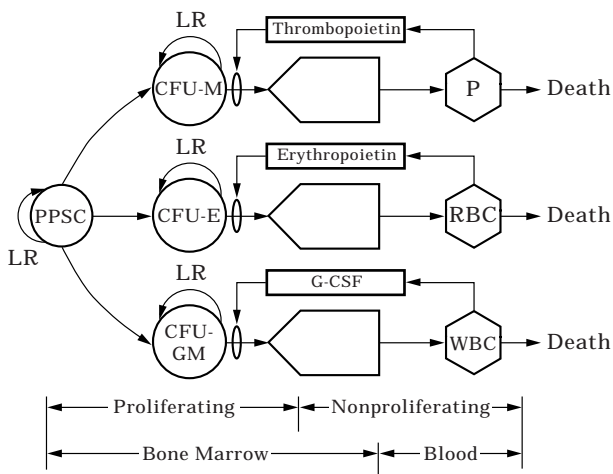 LR
Thrombopoietin
CFU-M
P
Death
LR
Erythropoietin
PPSC
LR
CFU-E
RBC
Death
LR
G-CSF
CFU-
GM
WBC
Death
Proliferating
Nonproliferating
Bone Marrow
Blood